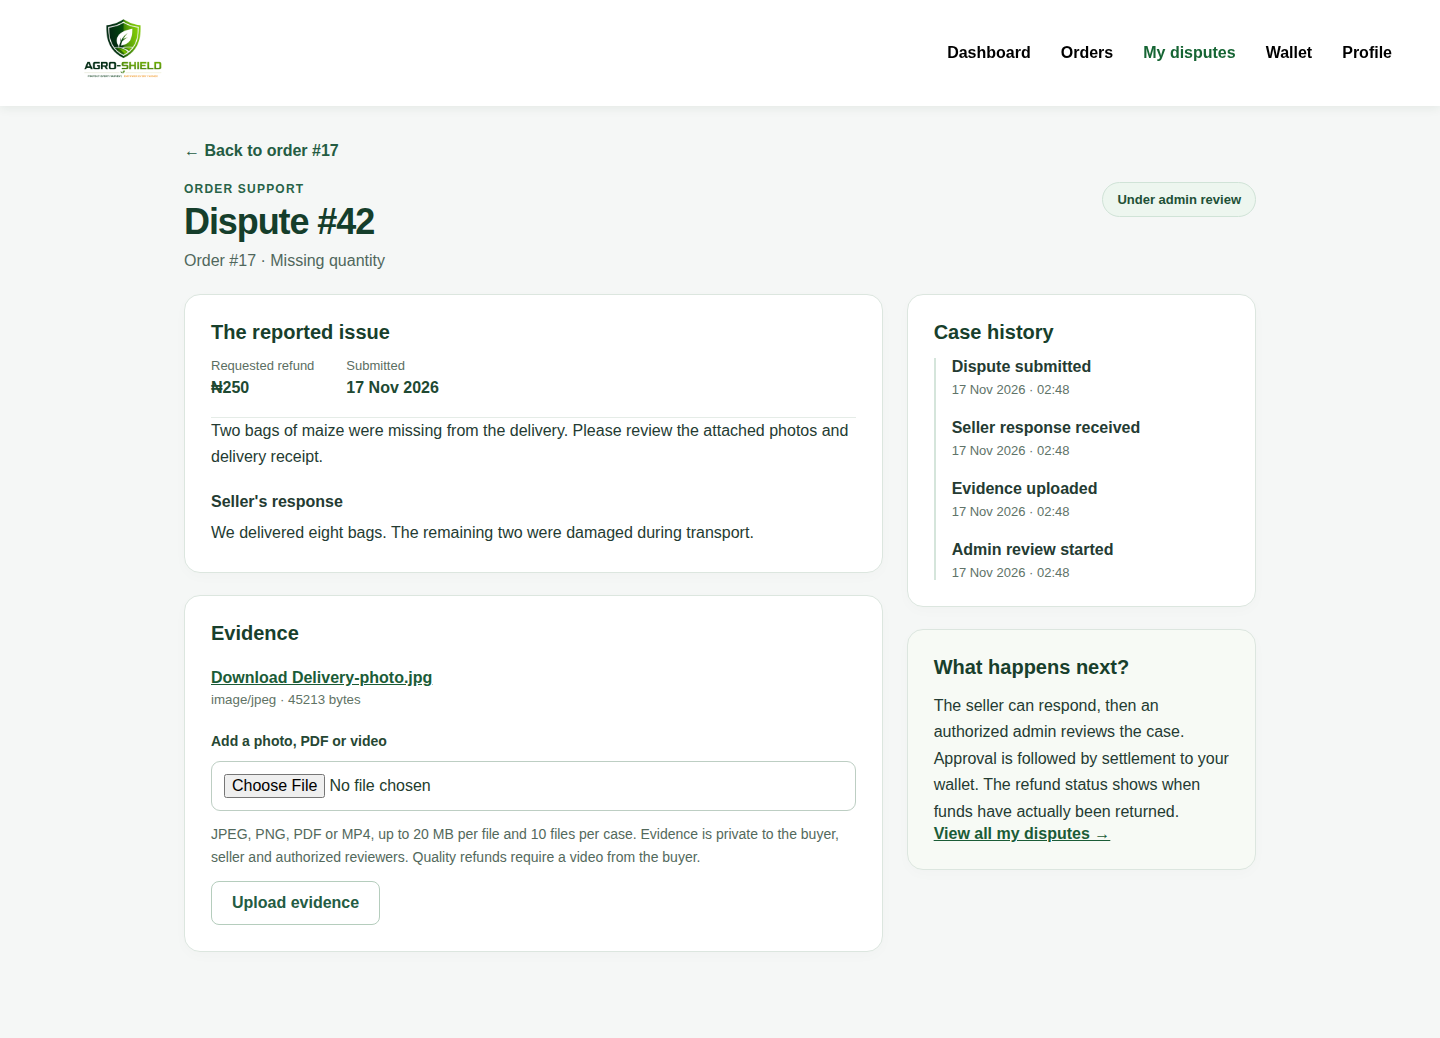 AGRO-SHIELD
Dashboard Orders My disputes Wallet Profile
← Back to order #17
ORDER SUPPORT
Dispute #42
Under admin review
Order #17 · Missing quantity
The reported issue
Requested refund Submitted
₦250 17 Nov 2026
Two bags of maize were missing from the delivery. Please review the attached photos and
delivery receipt.
Seller's response
We delivered eight bags. The remaining two were damaged during transport.
Evidence
Download Delivery-photo.jpg
image/jpeg · 45213 bytes
Add a photo, PDF or video
Choose File No file chosen
JPEG, PNG, PDF or MP4, up to 20 MB per file and 10 files per case. Evidence is private to the buyer,
seller and authorized reviewers. Quality refunds require a video from the buyer.
Upload evidence
Case history
Dispute submitted
17 Nov 2026 · 02:48
Seller response received
17 Nov 2026 · 02:48
Evidence uploaded
17 Nov 2026 · 02:48
Admin review started
17 Nov 2026 · 02:48
What happens next?
The seller can respond, then an
authorized admin reviews the case.
Approval is followed by settlement to your
wallet. The refund status shows when
funds have actually been returned.
View all my disputes →